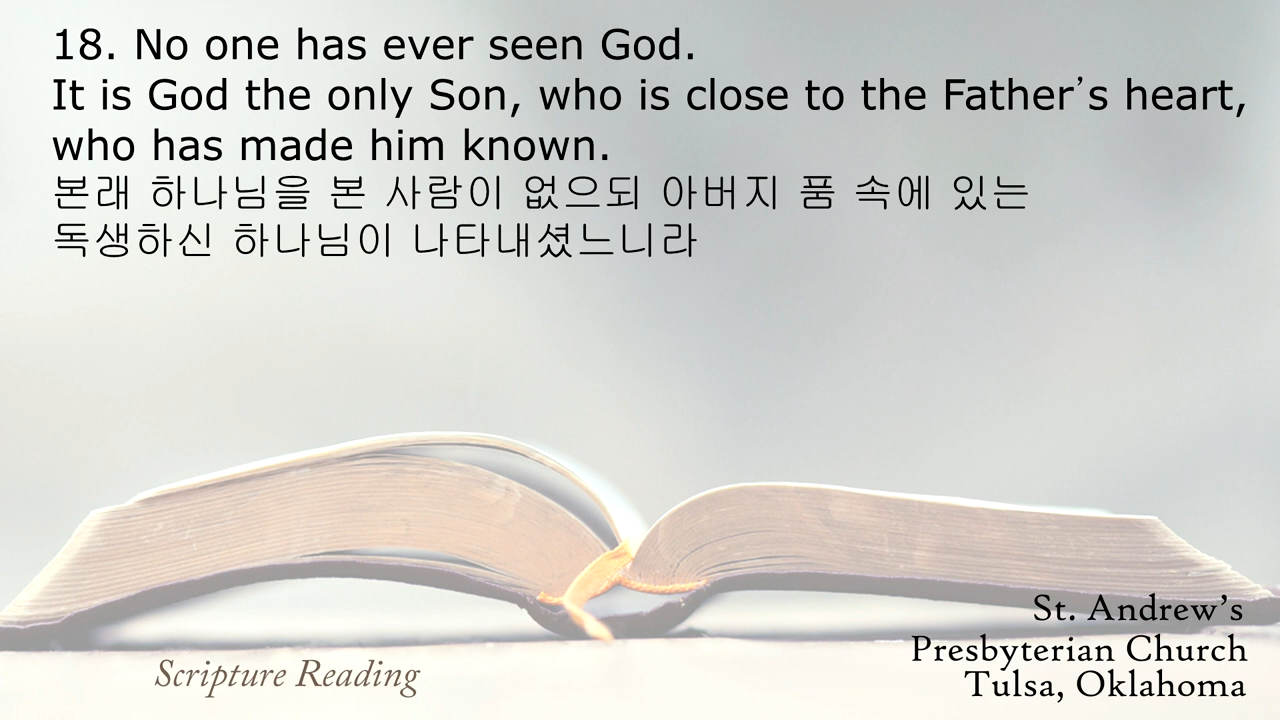 18. No one has ever seen God.
It is God the only Son, who is close to the Father’s heart,
who has made him known.
본래 하나님을 본 사람이 없으되 아버지 품 속에 있는
독생하신 하나님이 나타내셨느니라
St. Andrew’s
Presbyterian Church
Scripture Reading
Tulsa, Oklahoma